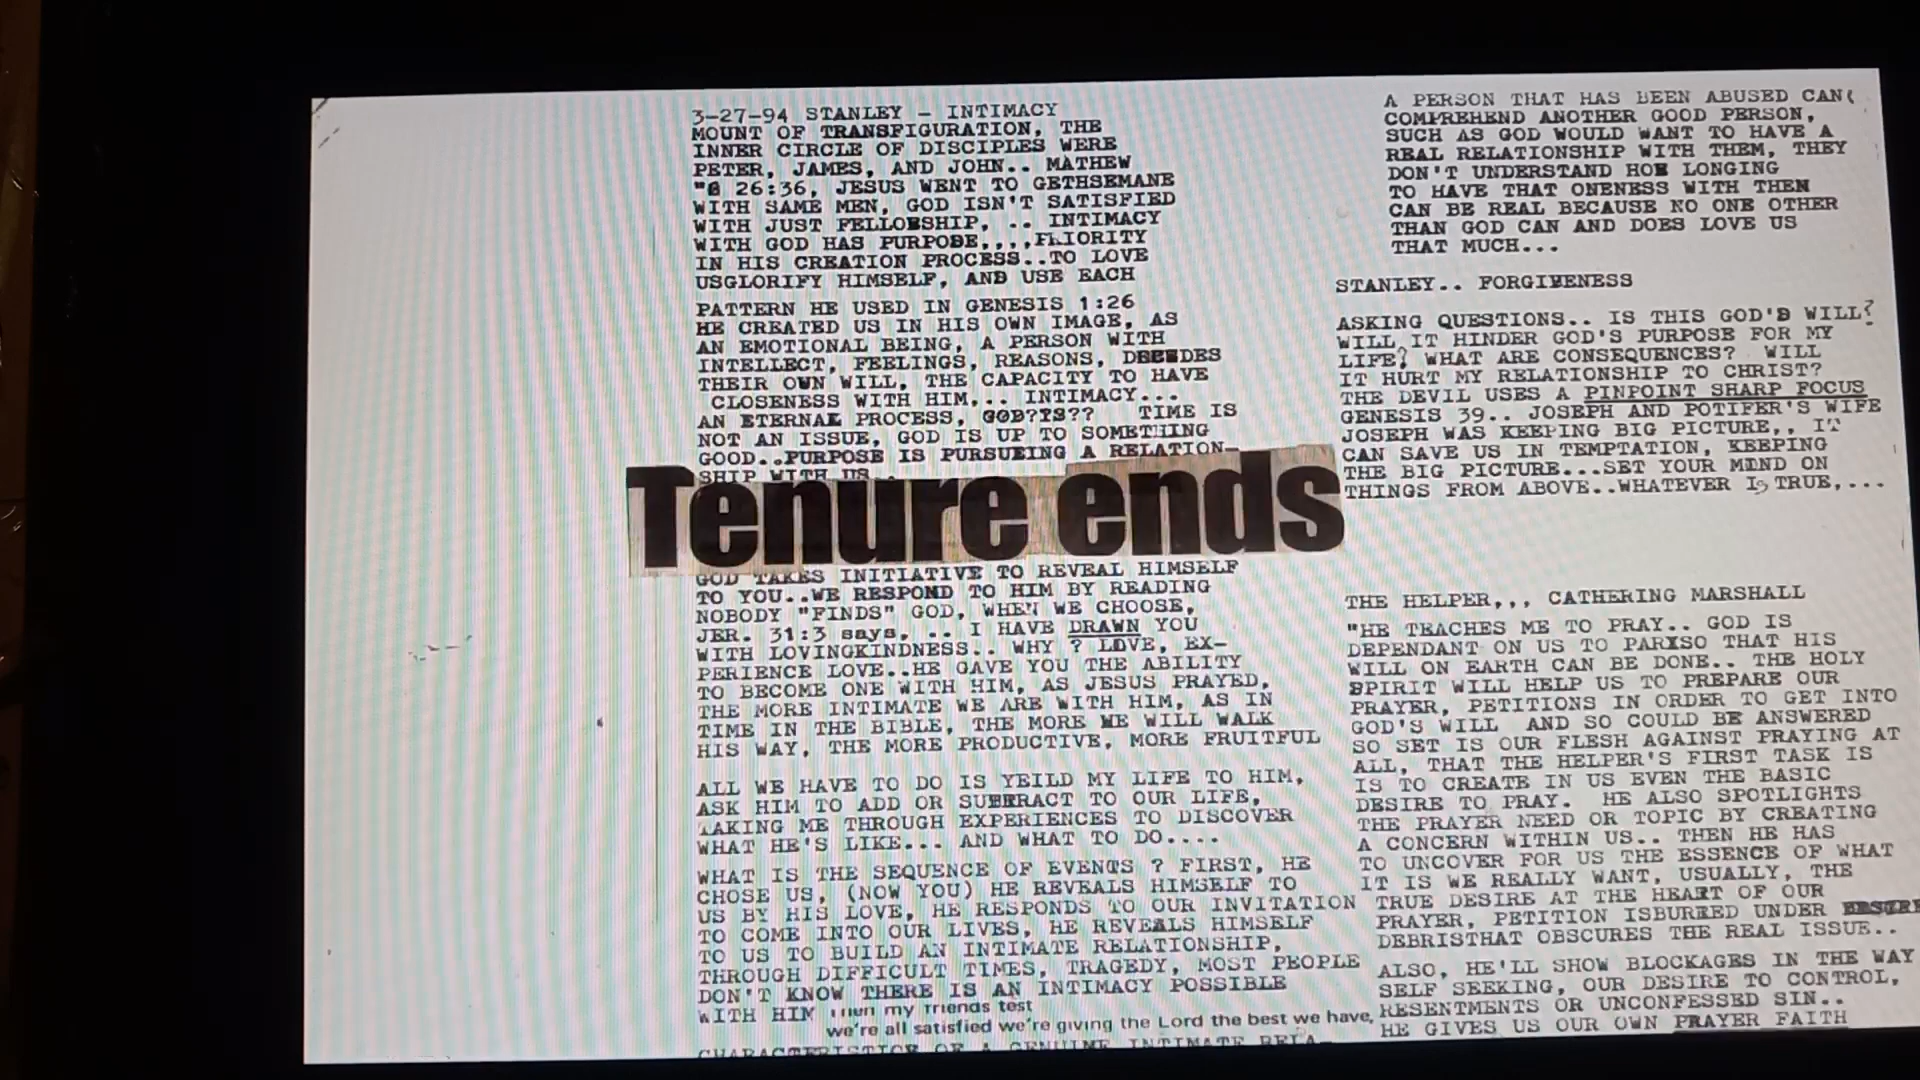 3-27-94 STANLEY - INTIMACY
MOUNT OF TRANSFIGURATION, THE
INNER CIRCLE OF DISCIPLES WERE
PETER, JAMES, AND JOHN.. MATHEW
26:36, JESUS WENT TO GETHSEMANE
WITH SAME MEN, GOD ISN'T SATISFIED
WITH JUST FELLOWSHIP, .. INTIMACY
WITH GOD HAS PURPOSE,,,,PRIORITY
IN HIS CREATION PROCESS..TO LOVE
USGLORIFY HIMSELF, AND USE EACH
PATTERN HE USED IN GENESIS 1:26
HE CREATED US IN HIS OWN IMAGE, AS
AN EMOTIONAL BEING, A PERSON WITH
INTELLECT, FEELINGS, REASONS, DECIDES
THEIR OWN WILL, THE CAPACITY TO HAVE
CLOSENESS WITH HIM... INTIMACY...
AN ETERNAL PROCESS, GOD?IS?? TIME IS
NOT AN ISSUE, GOD IS UP TO SOMETHING
GOOD..PURPOSE IS PURSUEING A RELATION-
SHIP WITH US..
Tenure ends
GOD TAKES INITIATIVE TO REVEAL HIMSELF
TO YOU..WE RESPOND TO HIM BY READING
NOBODY "FINDS" GOD, WHEN WE CHOOSE,
JER. 31:3 says, .. I HAVE DRAWN YOU
WITH LOVINGKINDNESS.. WHY ? LOVE, EX-
PERIENCE LOVE..HE GAVE YOU THE ABILITY
TO BECOME ONE WITH HIM, AS JESUS PRAYED,
THE MORE INTIMATE WE ARE WITH HIM, AS IN
TIME IN THE BIBLE, THE MORE WE WILL WALK
HIS WAY, THE MORE PRODUCTIVE, MORE FRUITFUL
ALL WE HAVE TO DO IS YEILD MY LIFE TO HIM,
ASK HIM TO ADD OR SUBTRACT TO OUR LIFE,
TAKING ME THROUGH EXPERIENCES TO DISCOVER
WHAT HE'S LIKE... AND WHAT TO DO....
WHAT IS THE SEQUENCE OF EVENTS ? FIRST, HE
CHOSE US, (NOW YOU) HE REVEALS HIMSELF TO
US BY HIS LOVE, HE RESPONDS TO OUR INVITATION
TO COME INTO OUR LIVES, HE REVEALS HIMSELF
TO US TO BUILD AN INTIMATE RELATIONSHIP,
THROUGH DIFFICULT TIMES, TRAGEDY, MOST PEOPLE
DON'T KNOW THERE IS AN INTIMACY POSSIBLE
WITH HIM Then my friends test
we're all satisfied we're giving the Lord the best we have,
CHARACTERISTICS OF A GENUINE INTIMATE RELA-
A PERSON THAT HAS BEEN ABUSED CAN(
COMPREHEND ANOTHER GOOD PERSON,
SUCH AS GOD WOULD WANT TO HAVE A
REAL RELATIONSHIP WITH THEM, THEY
DON'T UNDERSTAND HOW LONGING
TO HAVE THAT ONENESS WITH THEM
CAN BE REAL BECAUSE NO ONE OTHER
THAN GOD CAN AND DOES LOVE US
THAT MUCH...
STANLEY.. FORGIVENESS
ASKING QUESTIONS.. IS THIS GOD'S WILL?
WILL IT HINDER GOD'S PURPOSE FOR MY
LIFE? WHAT ARE CONSEQUENCES? WILL
IT HURT MY RELATIONSHIP TO CHRIST?
THE DEVIL USES A PINPOINT SHARP FOCUS
GENESIS 39.. JOSEPH AND POTIFER'S WIFE
JOSEPH WAS KEEPING BIG PICTURE,. IT
CAN SAVE US IN TEMPTATION, KEEPING
THE BIG PICTURE...SET YOUR MIND ON
THINGS FROM ABOVE..WHATEVER IS TRUE,...
THE HELPER,,, CATHERING MARSHALL
"HE TEACHES ME TO PRAY.. GOD IS
DEPENDANT ON US TO PARXSO THAT HIS
WILL ON EARTH CAN BE DONE.. THE HOLY
SPIRIT WILL HELP US TO PREPARE OUR
PRAYER, PETITIONS IN ORDER TO GET INTO
GOD'S WILL AND SO COULD BE ANSWERED
SO SET IS OUR FLESH AGAINST PRAYING AT
ALL, THAT THE HELPER'S FIRST TASK IS
IS TO CREATE IN US EVEN THE BASIC
DESIRE TO PRAY. HE ALSO SPOTLIGHTS
THE PRAYER NEED OR TOPIC BY CREATING
A CONCERN WITHIN US.. THEN HE HAS
TO UNCOVER FOR US THE ESSENCE OF WHAT
IT IS WE REALLY WANT, USUALLY, THE
TRUE DESIRE AT THE HEART OF OUR
PRAYER, PETITION ISBURIED UNDER
DEBRISTHAT OBSCURES THE REAL ISSUE..
ALSO, HE'LL SHOW BLOCKAGES IN THE WAY
SELF SEEKING, OUR DESIRE TO CONTROL,
RESENTMENTS OR UNCONFESSED SIN..
HE GIVES US OUR OWN PRAYER FAITH